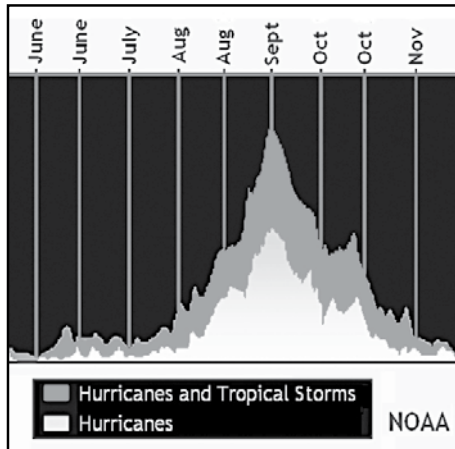 June June July Aug Aug Sept Oct Oct Nov
Hurricanes and Tropical Storms
Hurricanes
NOAA